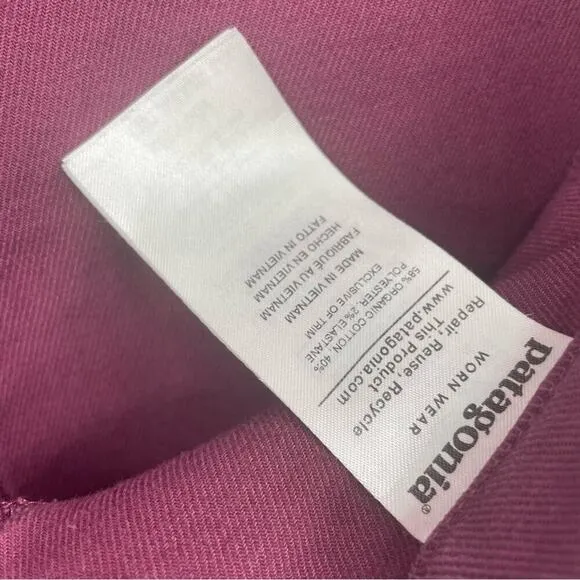 patagonia®
WORN WEAR
Repair, Reuse, Recycle
This Product
www.patagonia.com
58% ORGANIC COTTON 40%
POLYESTER 2% ELASTANE
EXCLUSIVE OF TRIM
MADE IN VIETNAM
FABRIQUÉ AU VIETNAM
HECHO EN VIETNAM
FATTO IN VIETNAM